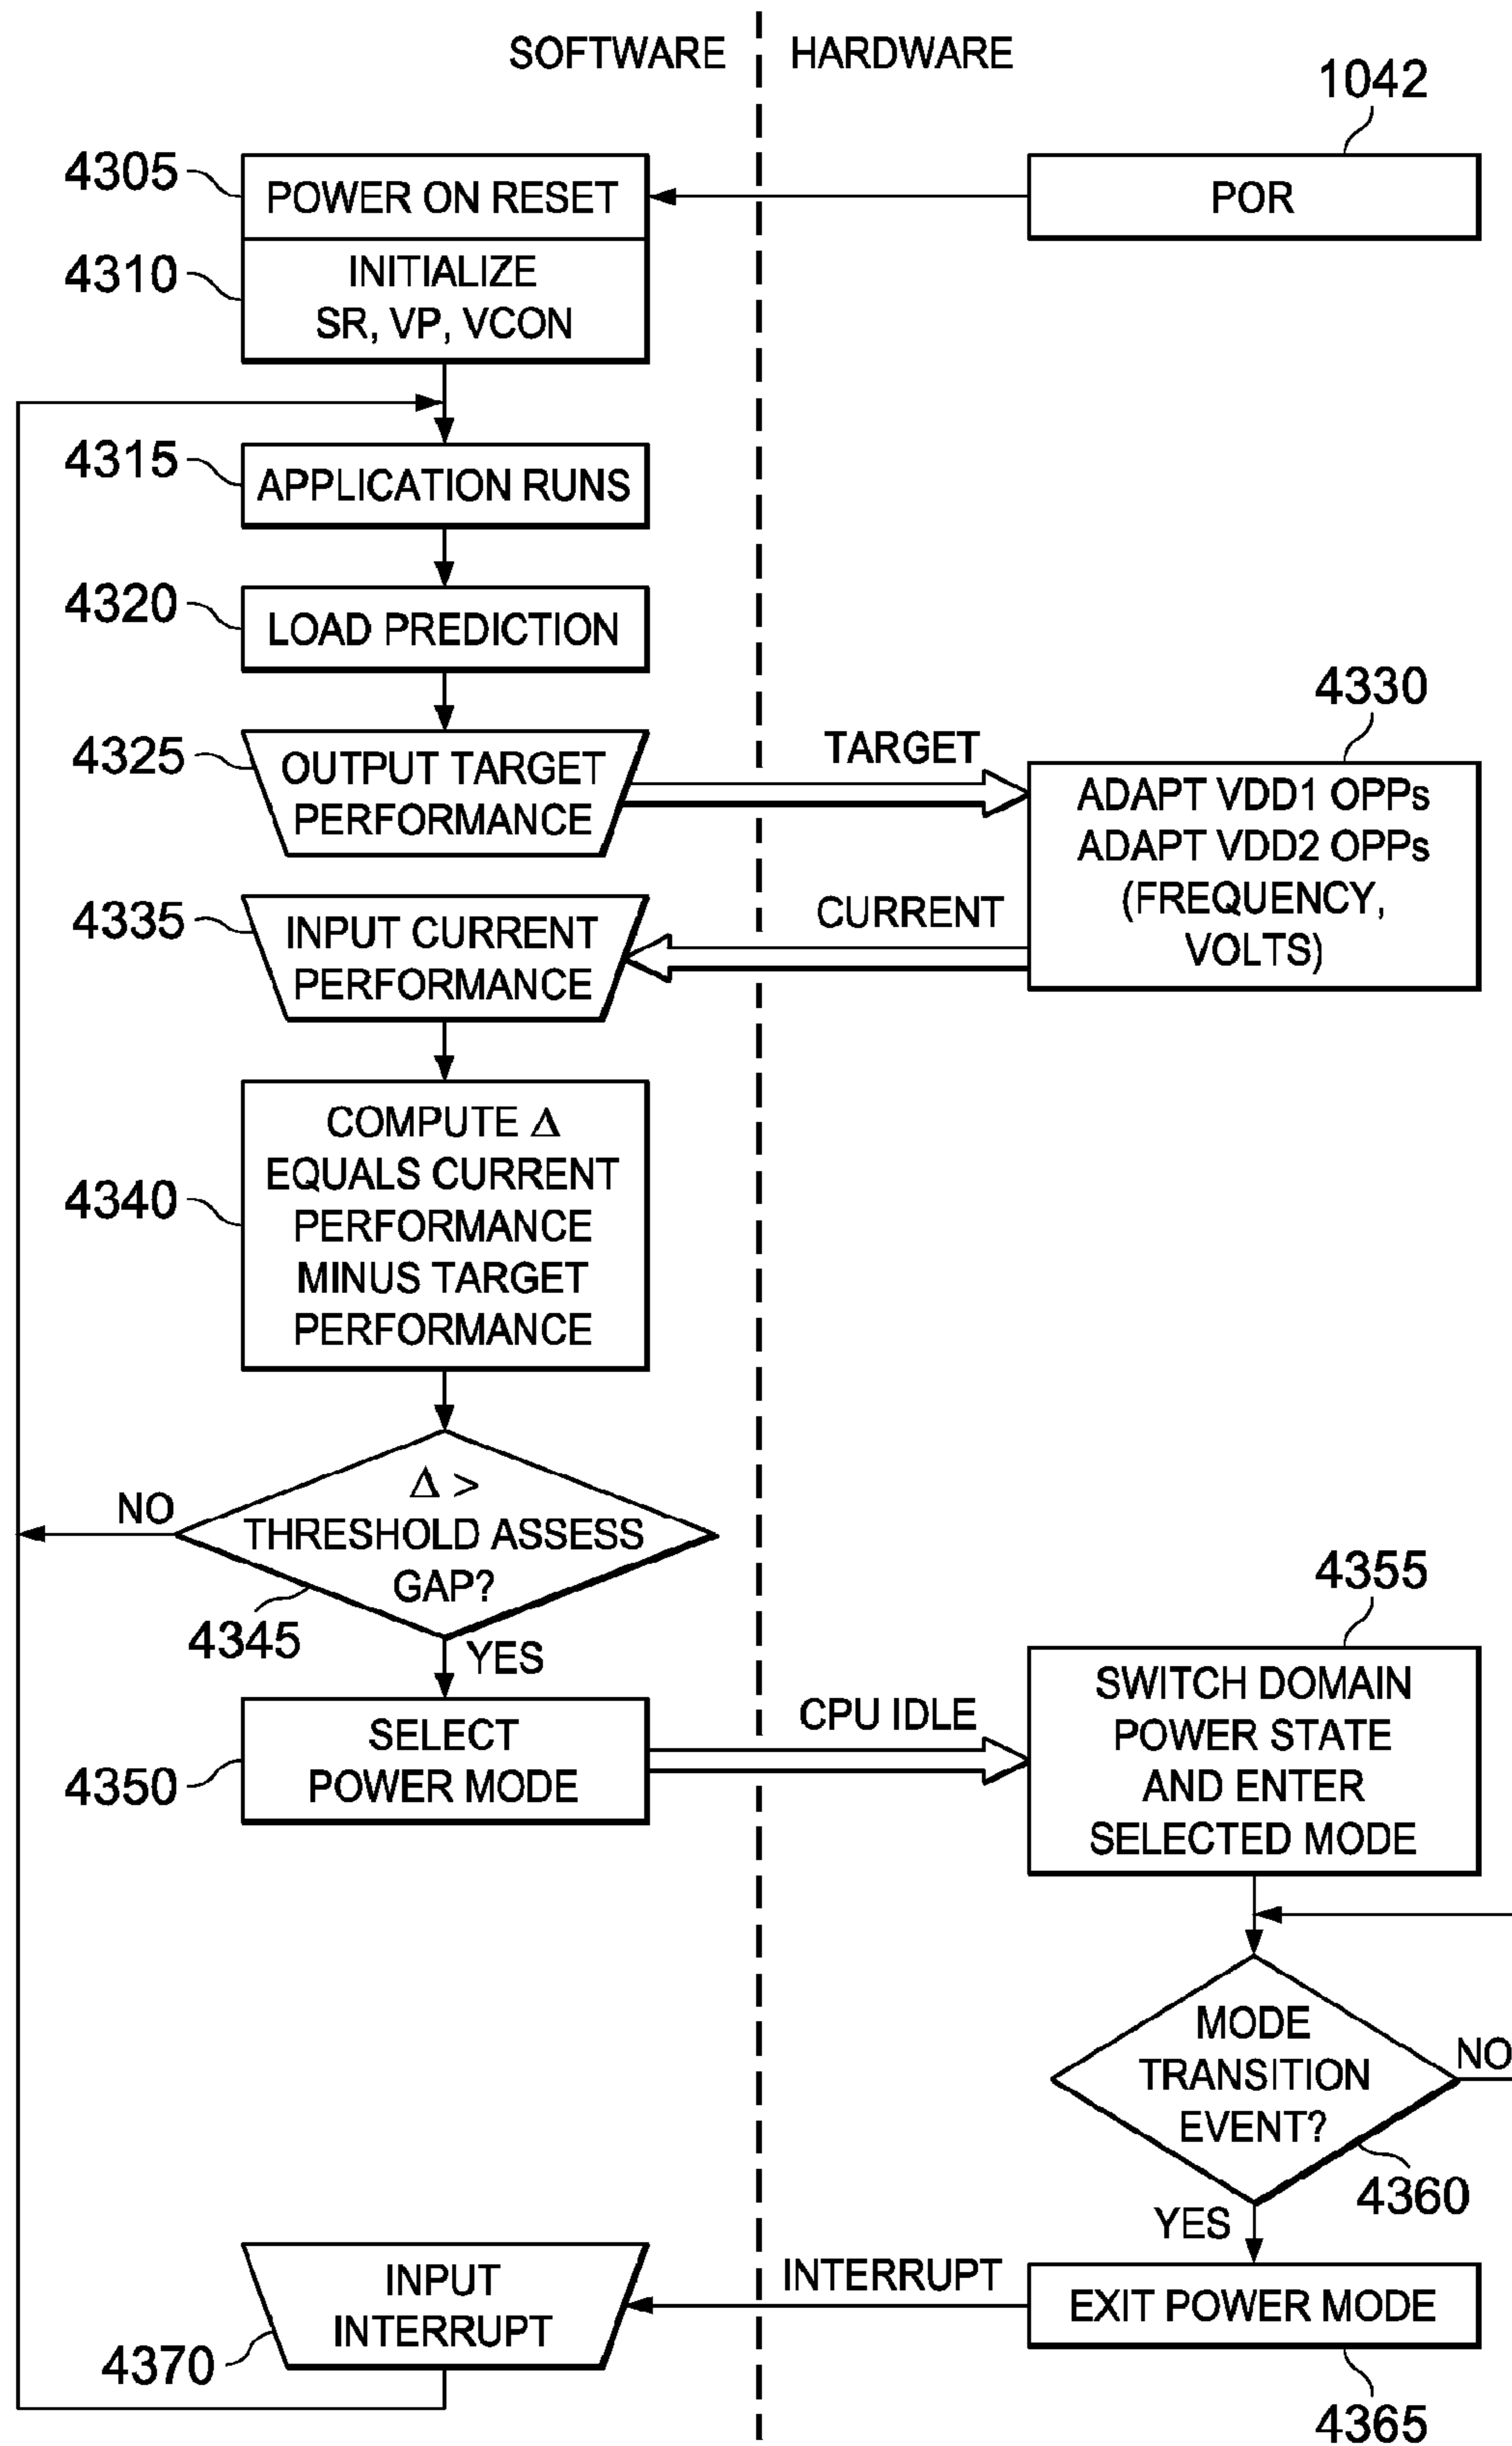 SOFTWARE
HARDWARE
1042
4305
POWER ON RESET
POR
4310
INITIALIZE
SR, VP, VCON
4315
APPLICATION RUNS
4320
LOAD PREDICTION
4325
OUTPUT TARGET
PERFORMANCE
TARGET
4330
ADAPT VDD1 OPPs
ADAPT VDD2 OPPs
(FREQUENCY,
VOLTS)
4335
INPUT CURRENT
PERFORMANCE
CURRENT
4340
COMPUTE Δ
EQUALS CURRENT
PERFORMANCE
MINUS TARGET
PERFORMANCE
Δ >
THRESHOLD ASSESS
GAP?
NO
4345
YES
4350
SELECT
POWER MODE
CPU IDLE
4355
SWITCH DOMAIN
POWER STATE
AND ENTER
SELECTED MODE
MODE
TRANSITION
EVENT?
NO
4360
YES
EXIT POWER MODE
4365
INTERRUPT
INPUT
INTERRUPT
4370